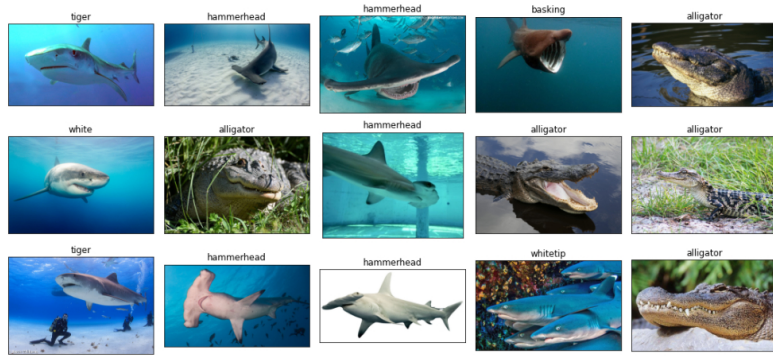 tiger
hammerhead
hammerhead
basking
alligator
white
alligator
hammerhead
alligator
alligator
tiger
hammerhead
hammerhead
whitetip
alligator